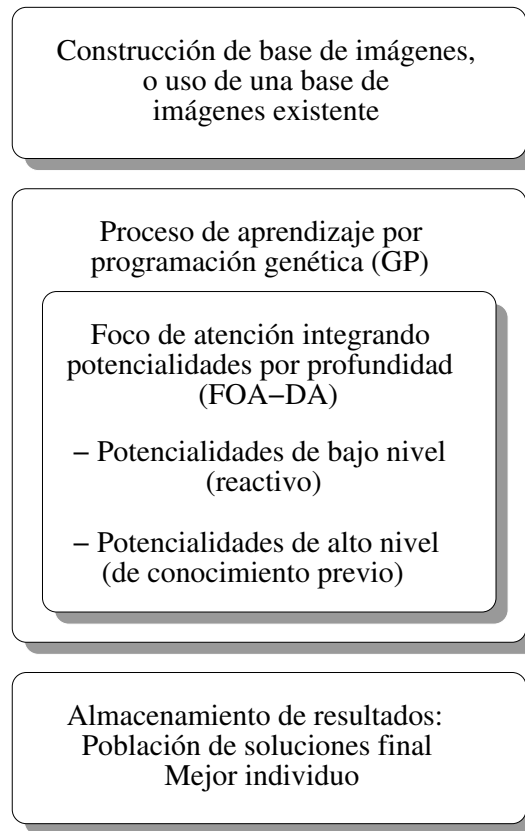 Construcción de base de imágenes,
o uso de una base de
imágenes existente
Proceso de aprendizaje por
programación genética (GP)
Foco de atención integrando
potencialidades por profundidad
(FOA−DA)
− Potencialidades de bajo nivel
(reactivo)
− Potencialidades de alto nivel
(de conocimiento previo)
Almacenamiento de resultados:
Población de soluciones final
Mejor individuo